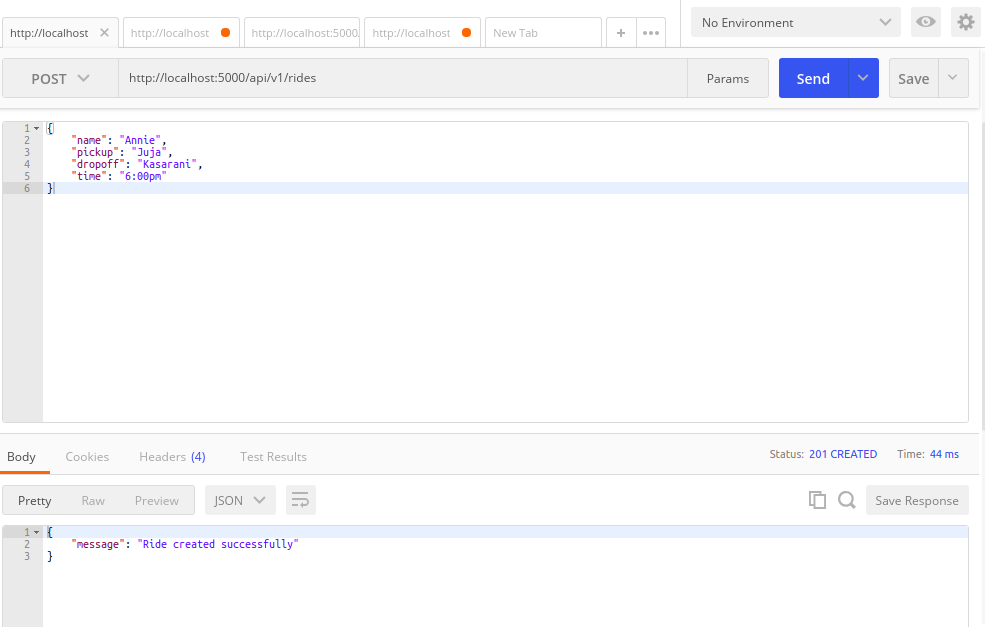 http://localhost ✕ http://localhost http://localhost:5000, http://localhost New Tab + ••• No Environment
POST http://localhost:5000/api/v1/rides Params Send Save
1 {
2 "name": "Annie",
3 "pickup": "Juja",
4 "dropoff": "Kasarani",
5 "time": "6:00pm"
6 }
Body Cookies Headers (4) Test Results Status: 201 CREATED Time: 44 ms
Pretty Raw Preview JSON Save Response
1 {
2 "message": "Ride created successfully"
3 }